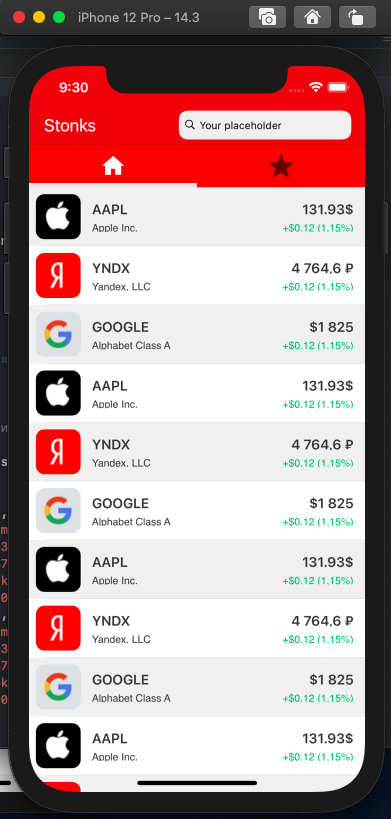 iPhone 12 Pro – 14.3
9:30
Stonks
Your placeholder
AAPL 131.93$
Apple Inc. +$0.12 (1.15%)
Я YNDX 4 764.6 ₽
Yandex, LLC +$0.12 (1.15%)
GOOGLE $1 825
Alphabet Class A +$0.12 (1.15%)
AAPL 131.93$
Apple Inc. +$0.12 (1.15%)
Я YNDX 4 764.6 ₽
Yandex, LLC +$0.12 (1.15%)
GOOGLE $1 825
Alphabet Class A +$0.12 (1.15%)
AAPL 131.93$
Apple Inc. +$0.12 (1.15%)
Я YNDX 4 764.6 ₽
Yandex, LLC +$0.12 (1.15%)
GOOGLE $1 825
Alphabet Class A +$0.12 (1.15%)
AAPL 131.93$
Apple Inc. +$0.12 (1.15%)